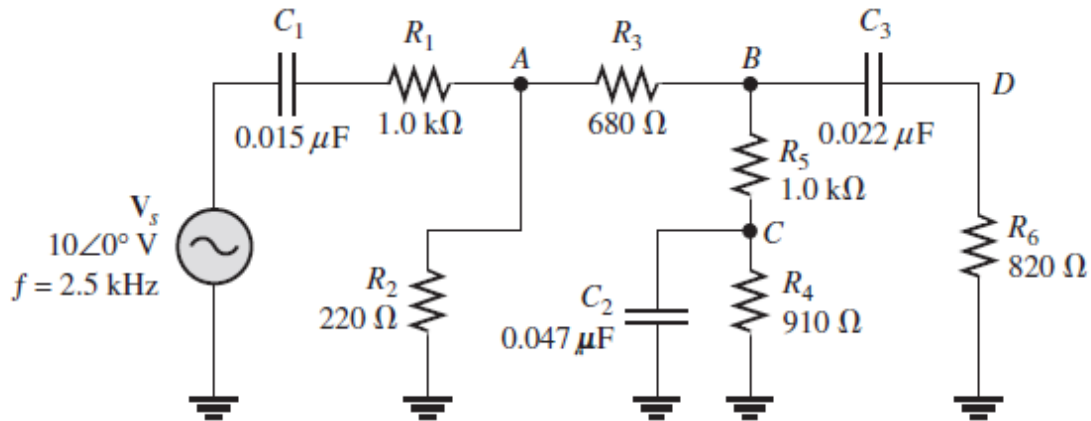 C1
R1
1.0 kΩ
0.015 μF
A
R3
680 Ω
B
C3
0.022 μF
D
Vs
10∠0° V
f = 2.5 kHz
R2
220 Ω
R5
1.0 kΩ
C
C2
0.047 μF
R4
910 Ω
R6
820 Ω